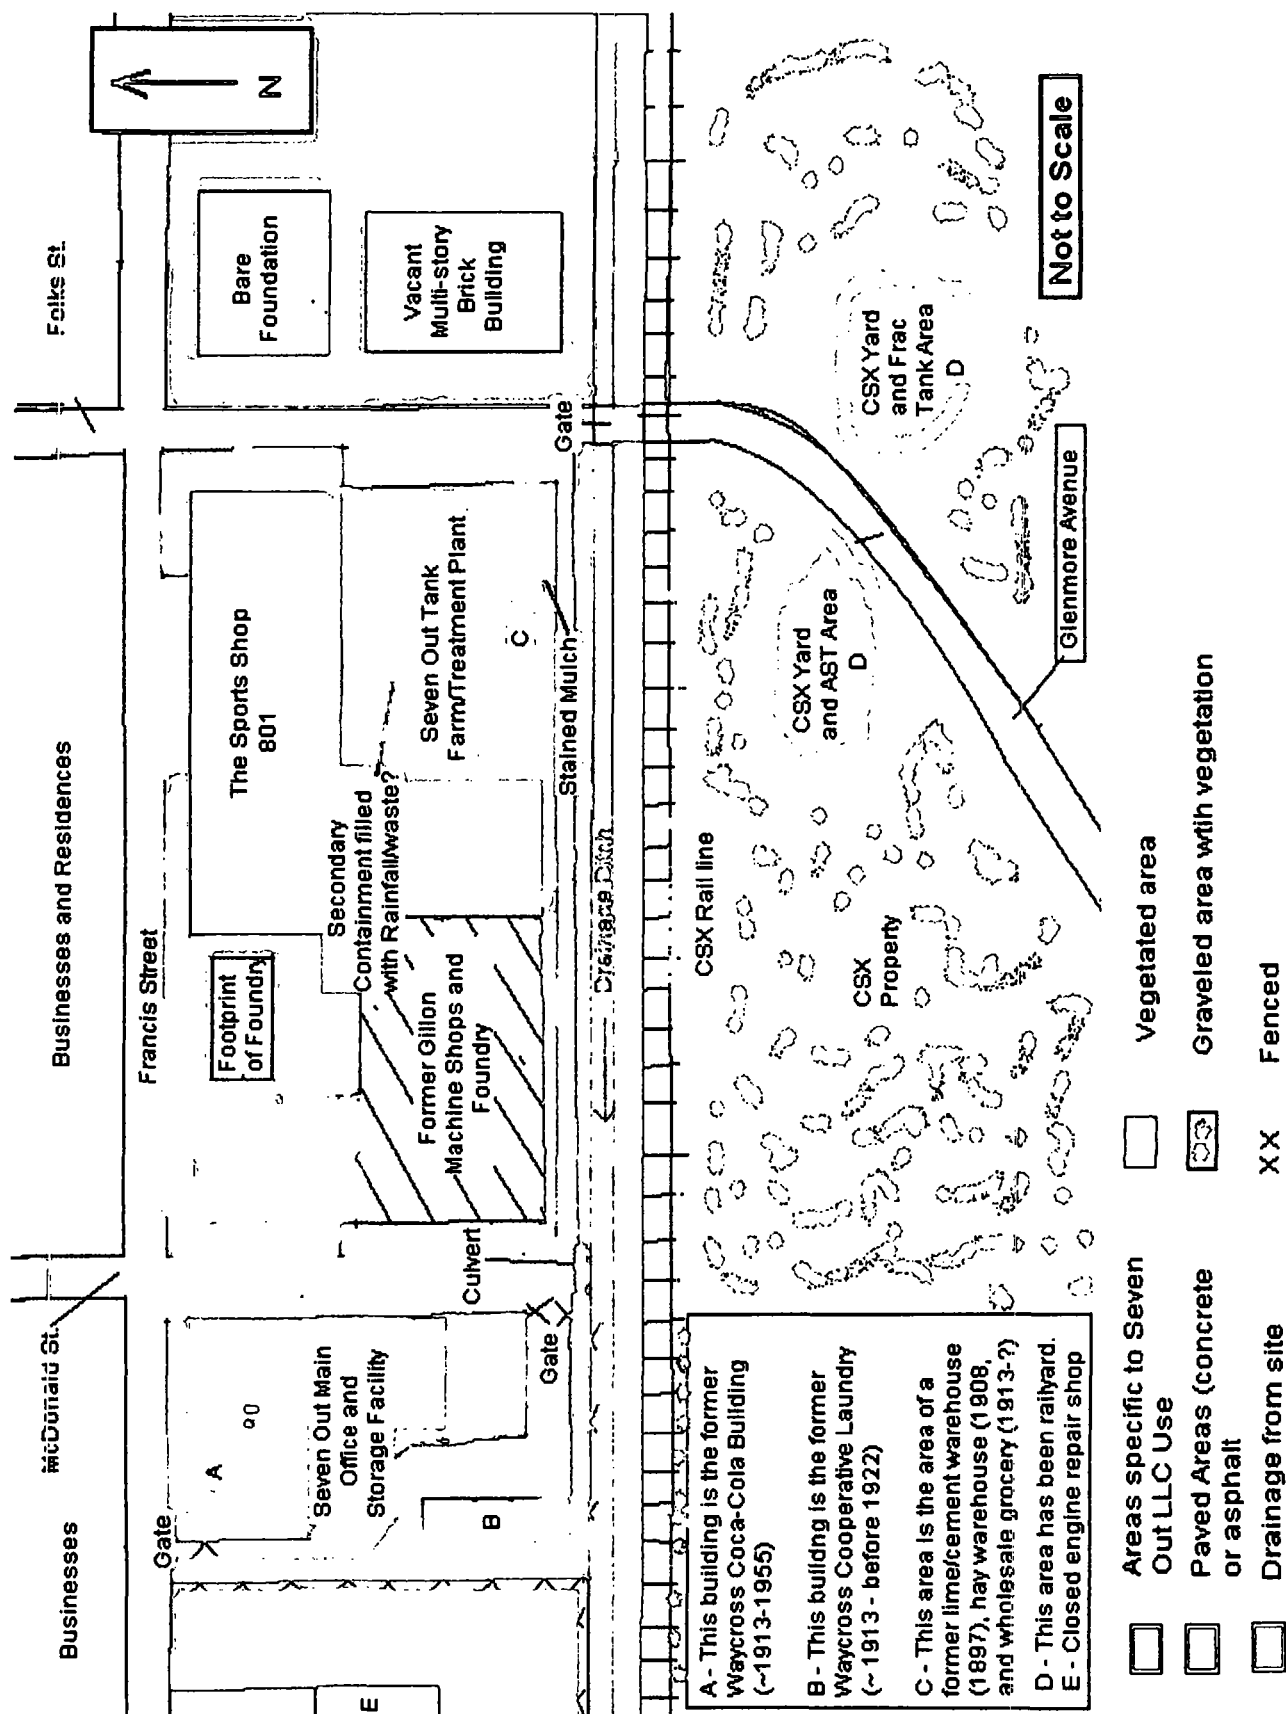 Businesses
McDonald St.
Businesses and Residences
Folks St.
N
Francis Street
Gate
A
Seven Out Main
Office and
Storage Facility
B
E
Gate
Culvert
Footprint
of Foundry
Former Gillon
Machine Shops and
Foundry
Secondary
Containment filled
with Rainfall/waste?
The Sports Shop
801
Seven Out Tank
Farm/Treatment Plant
C
Stained Mulch
Gate
Bare
Foundation
Vacant
Multi-story
Brick
Building
Drainage Ditch
CSX Rail line
CSX
Property
CSX Yard
and AST Area
D
CSX Yard
and Frac
Tank Area
D
Glenmore Avenue
Not to Scale
A - This building is the former
Waycross Coca-Cola Building
(~1913-1955)
B - This building is the former
Waycross Cooperative Laundry
(~1913 - before 1922)
C - This area is the area of a
former lime/cement warehouse
(1897), hay warehouse (1908,
and wholesale grocery (1913-?)
D - This area has been railyard.
E - Closed engine repair shop
Areas specific to Seven
Out LLC Use
Paved Areas (concrete
or asphalt
Drainage from site
Vegetated area
Graveled area wtih vegetation
XX Fenced